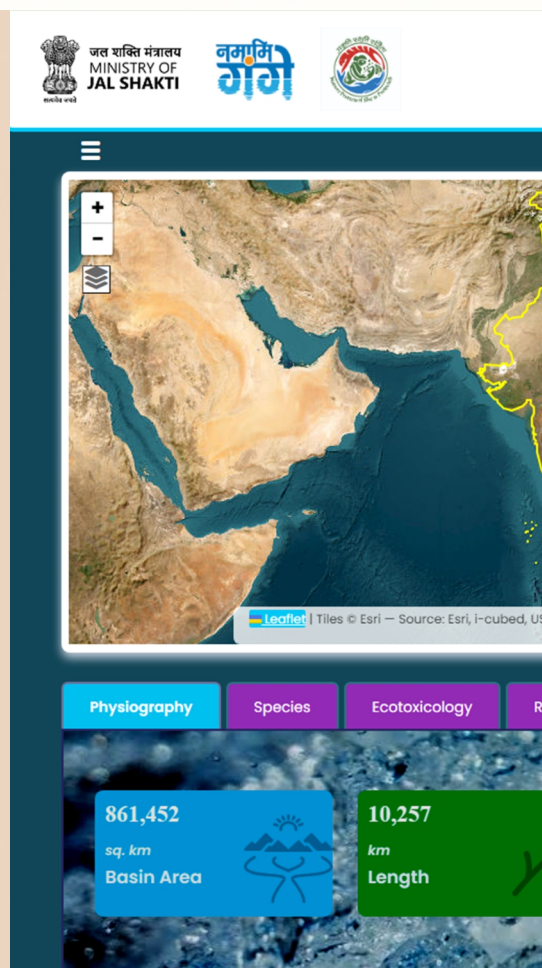 जल शक्ति मंत्रालय
MINISTRY OF
JAL SHAKTI
सत्यमेव जयते
नमामि
गंगे
+
-
Leaflet | Tiles © Esri — Source: Esri, i-cubed, US
Physiography
Species
Ecotoxicology
R
861,452
sq. km
Basin Area
10,257
km
Length